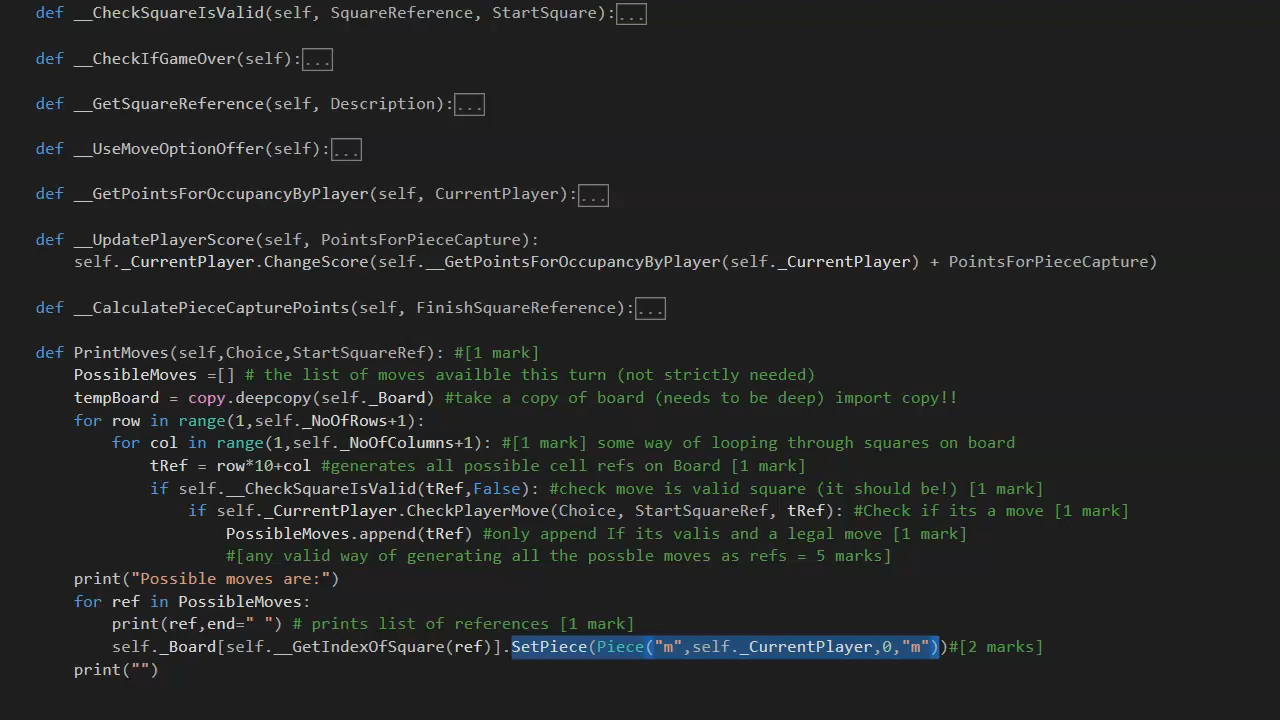 def __CheckSquareIsValid(self, SquareReference, StartSquare):...
def __CheckIfGameOver(self):...
def __GetSquareReference(self, Description):...
def __UseMoveOptionOffer(self):...
def __GetPointsForOccupancyByPlayer(self, CurrentPlayer):...
def __UpdatePlayerScore(self, PointsForPieceCapture):
self._CurrentPlayer.ChangeScore(self.__GetPointsForOccupancyByPlayer(self._CurrentPlayer) + PointsForPieceCapture)
def __CalculatePieceCapturePoints(self, FinishSquareReference):...
def PrintMoves(self,Choice,StartSquareRef): #[1 mark]
PossibleMoves =[] # the list of moves availble this turn (not strictly needed)
tempBoard = copy.deepcopy(self._Board) #take a copy of board (needs to be deep) import copy!!
for row in range(1,self._NoOfRows+1):
for col in range(1,self._NoOfColumns+1): #[1 mark] some way of looping through squares on board
tRef = row*10+col #generates all possible cell refs on Board [1 mark]
if self.__CheckSquareIsValid(tRef,False): #check move is valid square (it should be!) [1 mark]
if self._CurrentPlayer.CheckPlayerMove(Choice, StartSquareRef, tRef): #Check if its a move [1 mark]
PossibleMoves.append(tRef) #only append If its valis and a legal move [1 mark]
#[any valid way of generating all the possble moves as refs = 5 marks]
print("Possible moves are:")
for ref in PossibleMoves:
print(ref,end=" ") # prints list of references [1 mark]
self._Board[self.__GetIndexOfSquare(ref)].SetPiece(Piece("m",self._CurrentPlayer,0,"m"))#[2 marks]
print("")